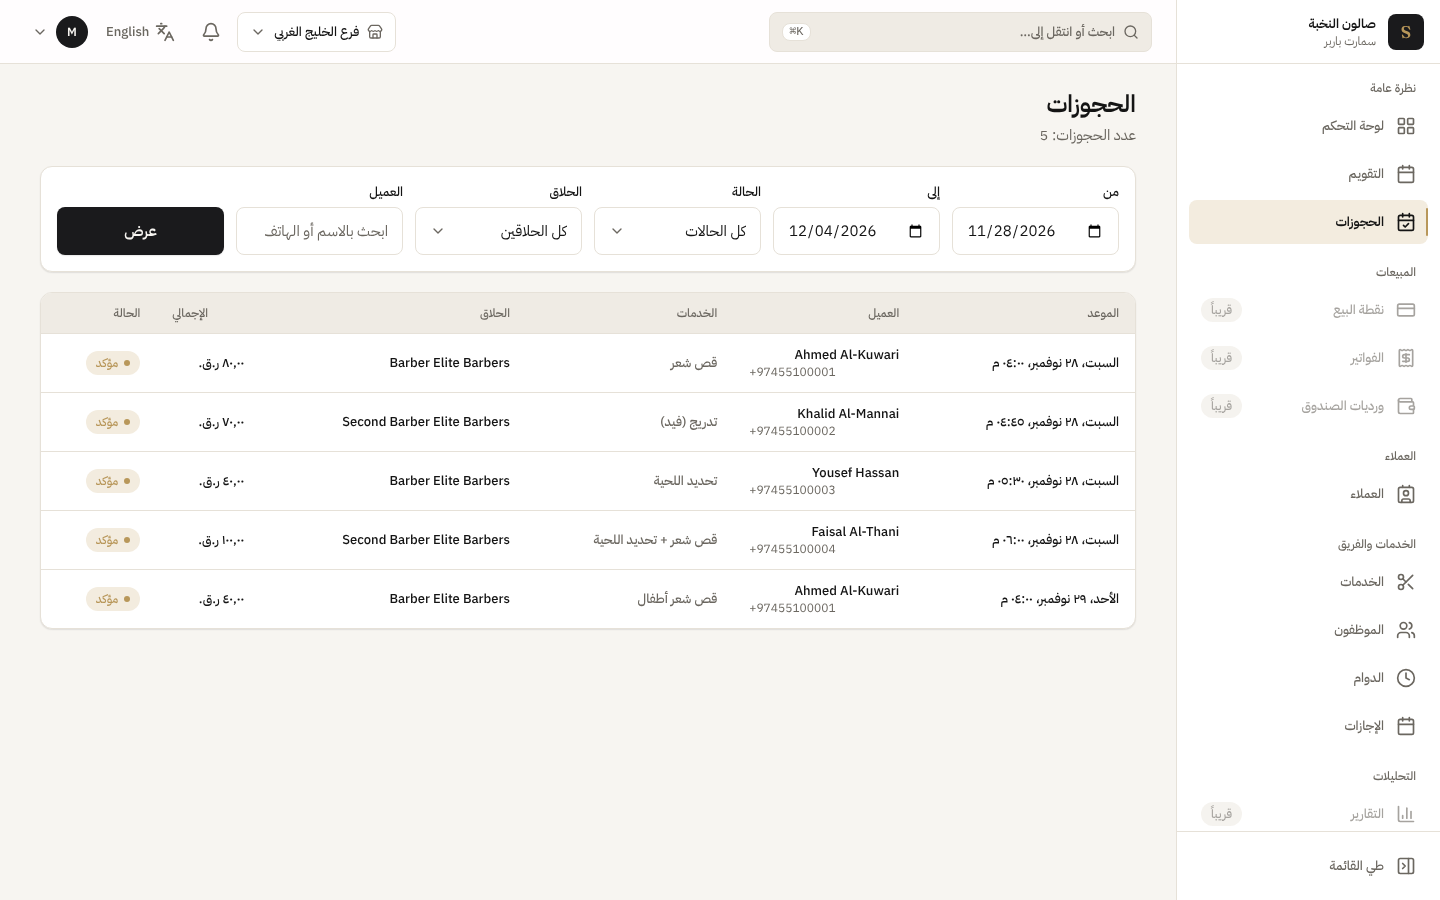 S
صالون النخبة
سمارت باربر
ابحث أو انتقل إلى...
⌘K
فرع الخليج الغربي
English
M
نظرة عامة
لوحة التحكم
التقويم
الحجوزات
المبيعات
نقطة البيع
قريباً
الفواتير
قريباً
ورديات الصندوق
قريباً
العملاء
العملاء
الخدمات والفريق
الخدمات
الموظفون
الدوام
الإجازات
التحليلات
التقارير
قريباً
طي القائمة
الحجوزات
عدد الحجوزات: 5
من
إلى
الحالة
الحلاق
العميل
11/28/2026
12/04/2026
كل الحالات
كل الحلاقين
ابحث بالاسم أو الهاتف
عرض
الموعد العميل الخدمات الحلاق الإجمالي الحالة
السبت، ٢٨ نوفمبر، ٠٤:٠٠ م
Ahmed Al-Kuwari
+97455100001
قص شعر
Barber Elite Barbers
٨٠,٠٠ ر.ق.
مؤكد
السبت، ٢٨ نوفمبر، ٠٤:٤٥ م
Khalid Al-Mannai
+97455100002
تدريج (فيد)
Second Barber Elite Barbers
٧٠,٠٠ ر.ق.
مؤكد
السبت، ٢٨ نوفمبر، ٠٥:٣٠ م
Yousef Hassan
+97455100003
تحديد اللحية
Barber Elite Barbers
٤٠,٠٠ ر.ق.
مؤكد
السبت، ٢٨ نوفمبر، ٠٦:٠٠ م
Faisal Al-Thani
+97455100004
قص شعر + تحديد اللحية
Second Barber Elite Barbers
١٠٠,٠٠ ر.ق.
مؤكد
الأحد، ٢٩ نوفمبر، ٠٤:٠٠ م
Ahmed Al-Kuwari
+97455100001
قص شعر أطفال
Barber Elite Barbers
٤٠,٠٠ ر.ق.
مؤكد